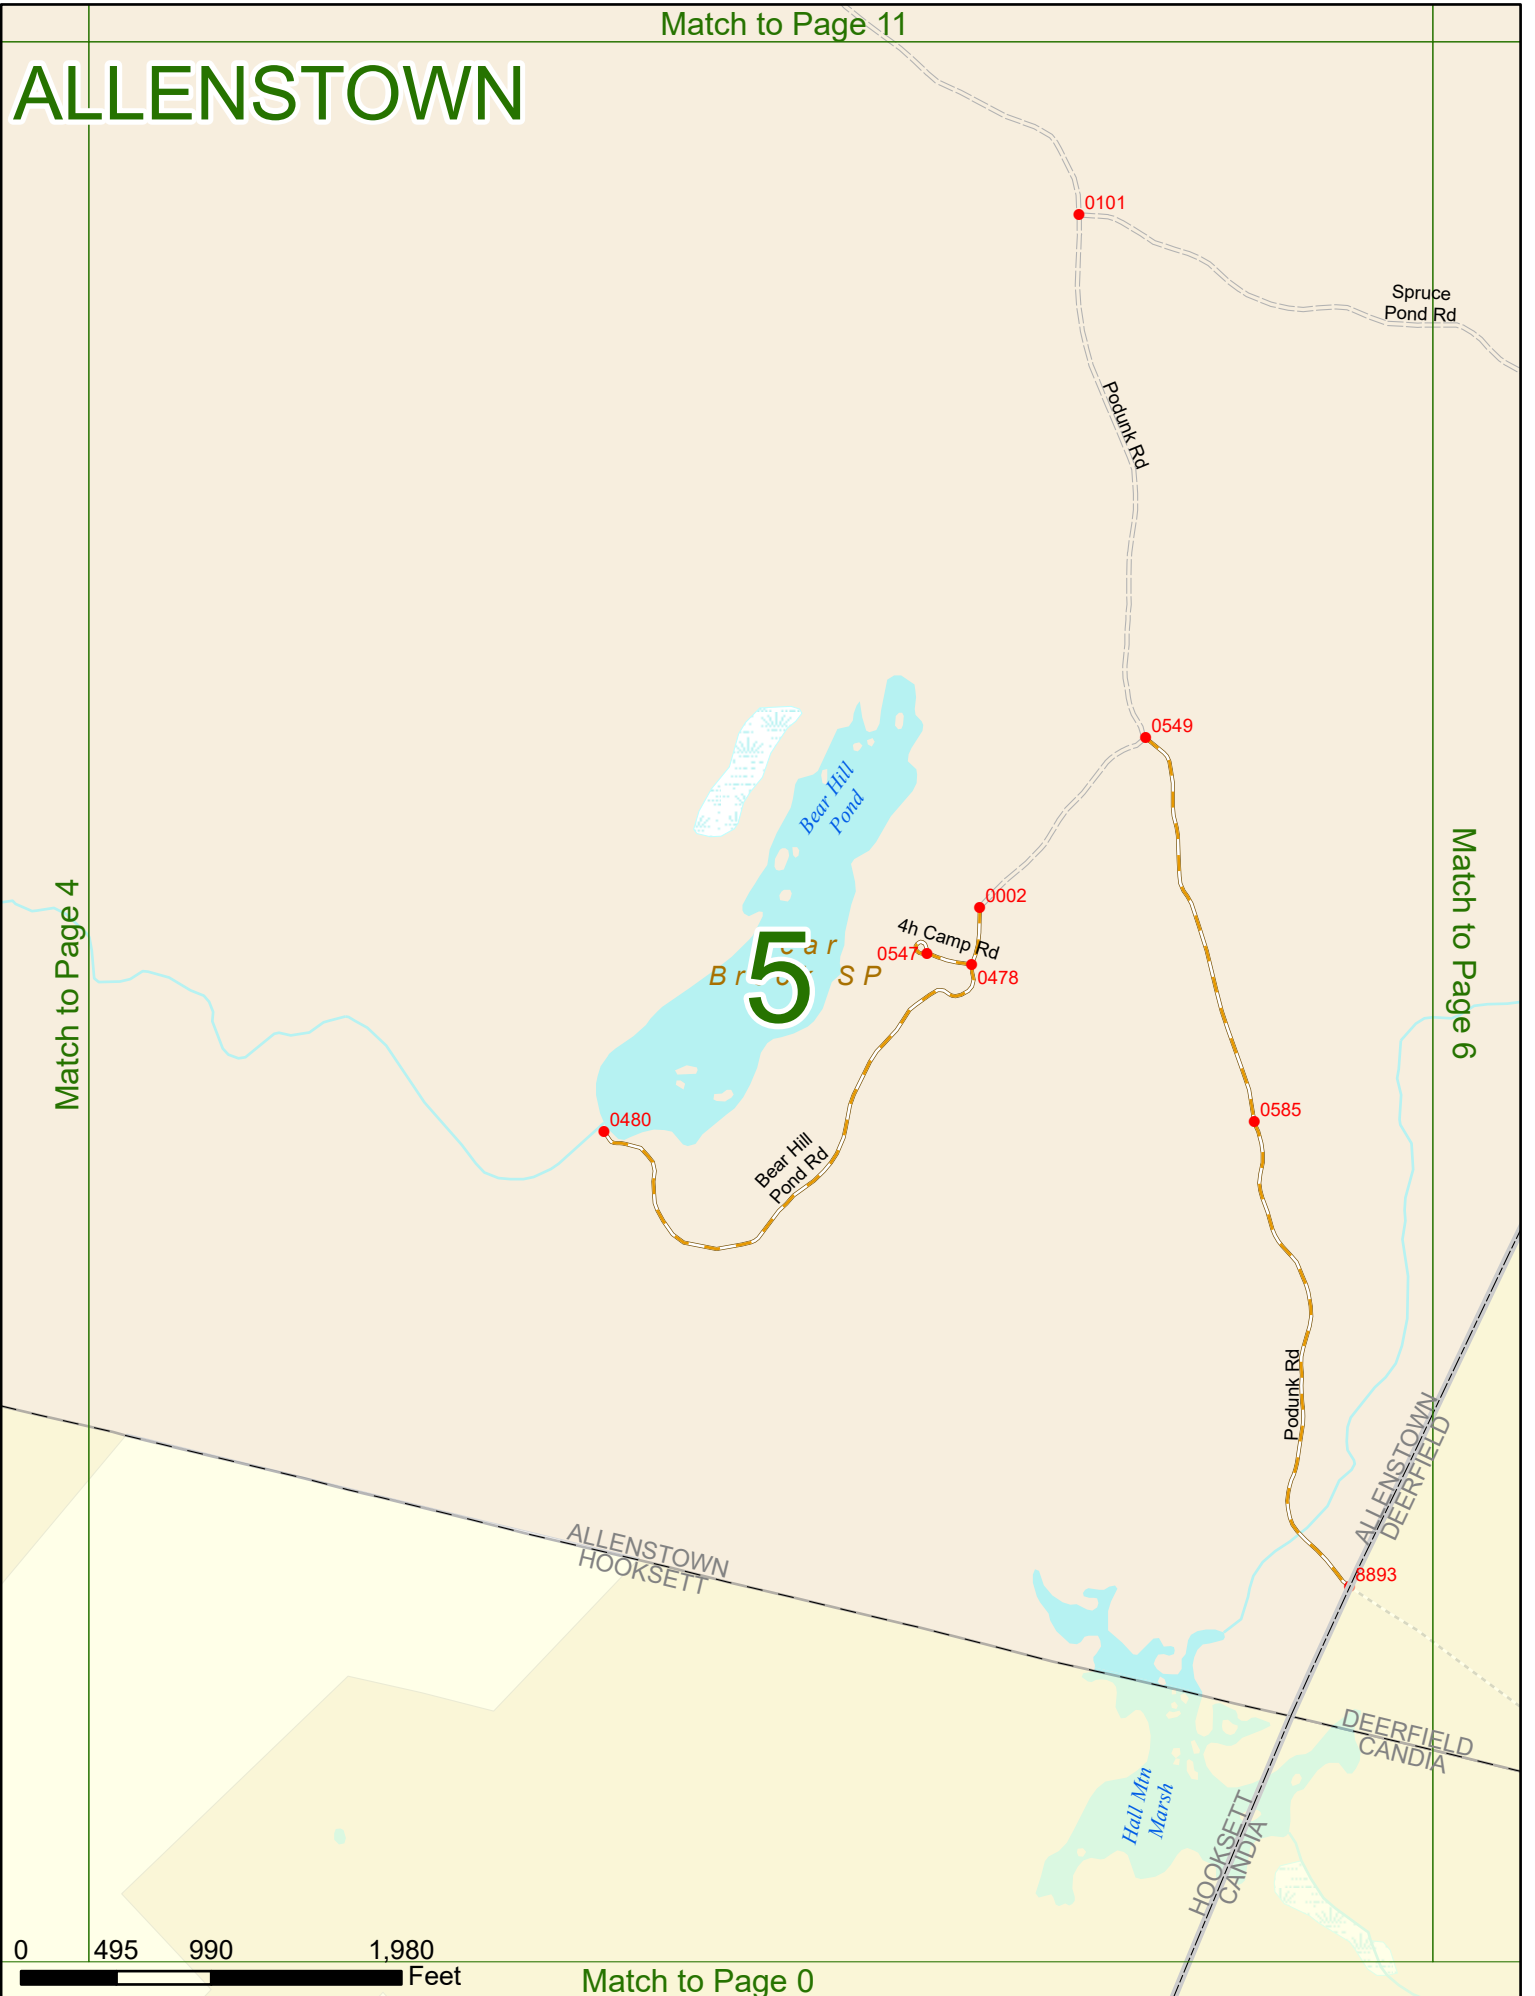 Match to Page 11
ALLENSTOWN
0101
Spruce
Pond Rd
Podunk Rd
0549
Bear Hill
Pond
Match to Page 4
Match to Page 6
0002
4h Camp Rd
0547
0478
5
SP
0480
0585
Bear Hill
Pond Rd
Podunk Rd
ALLENSTOWN
DEERFIELD
ALLENSTOWN
HOOKSETT
8893
DEERFIELD
CANDIA
Hall Mtn
Marsh
HOOKSETT
CANDIA
0 495 990 1,980
Feet
Match to Page 0